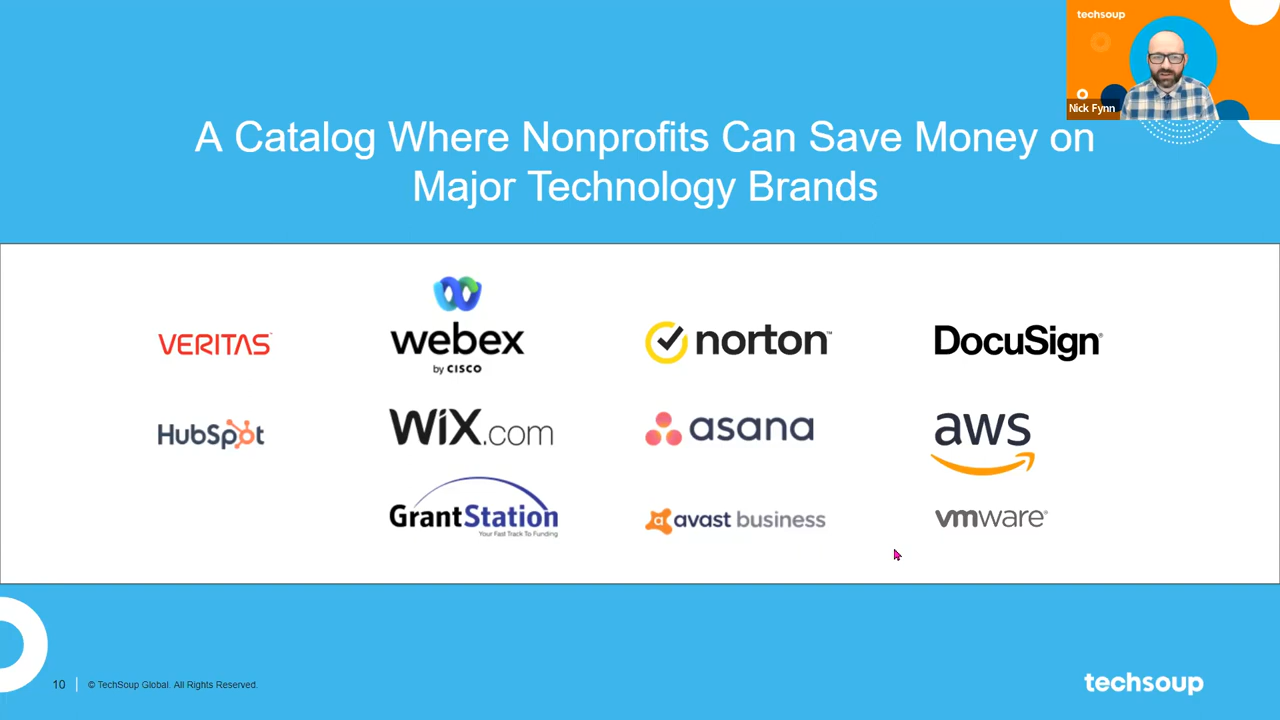 techsoup
Nick Fynn
A Catalog Where Nonprofits Can Save Money on
Major Technology Brands
VERITAS™
webex
by CISCO
norton™
DocuSign®
HubSpot
WiX.com
asana
aws
GrantStation
Your Fast Track To Funding
avast business
vmware®
10
© TechSoup Global. All Rights Reserved.
techsoup